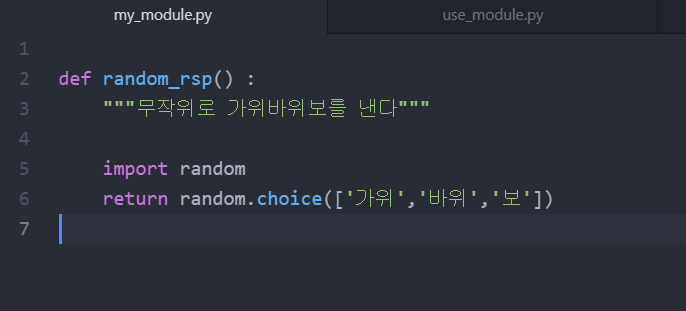 my_module.py use_module.py
1
2 def random_rsp() :
3     """무작위로 가위바위보를 낸다"""
4
5     import random
6     return random.choice(['가위','바위','보'])
7